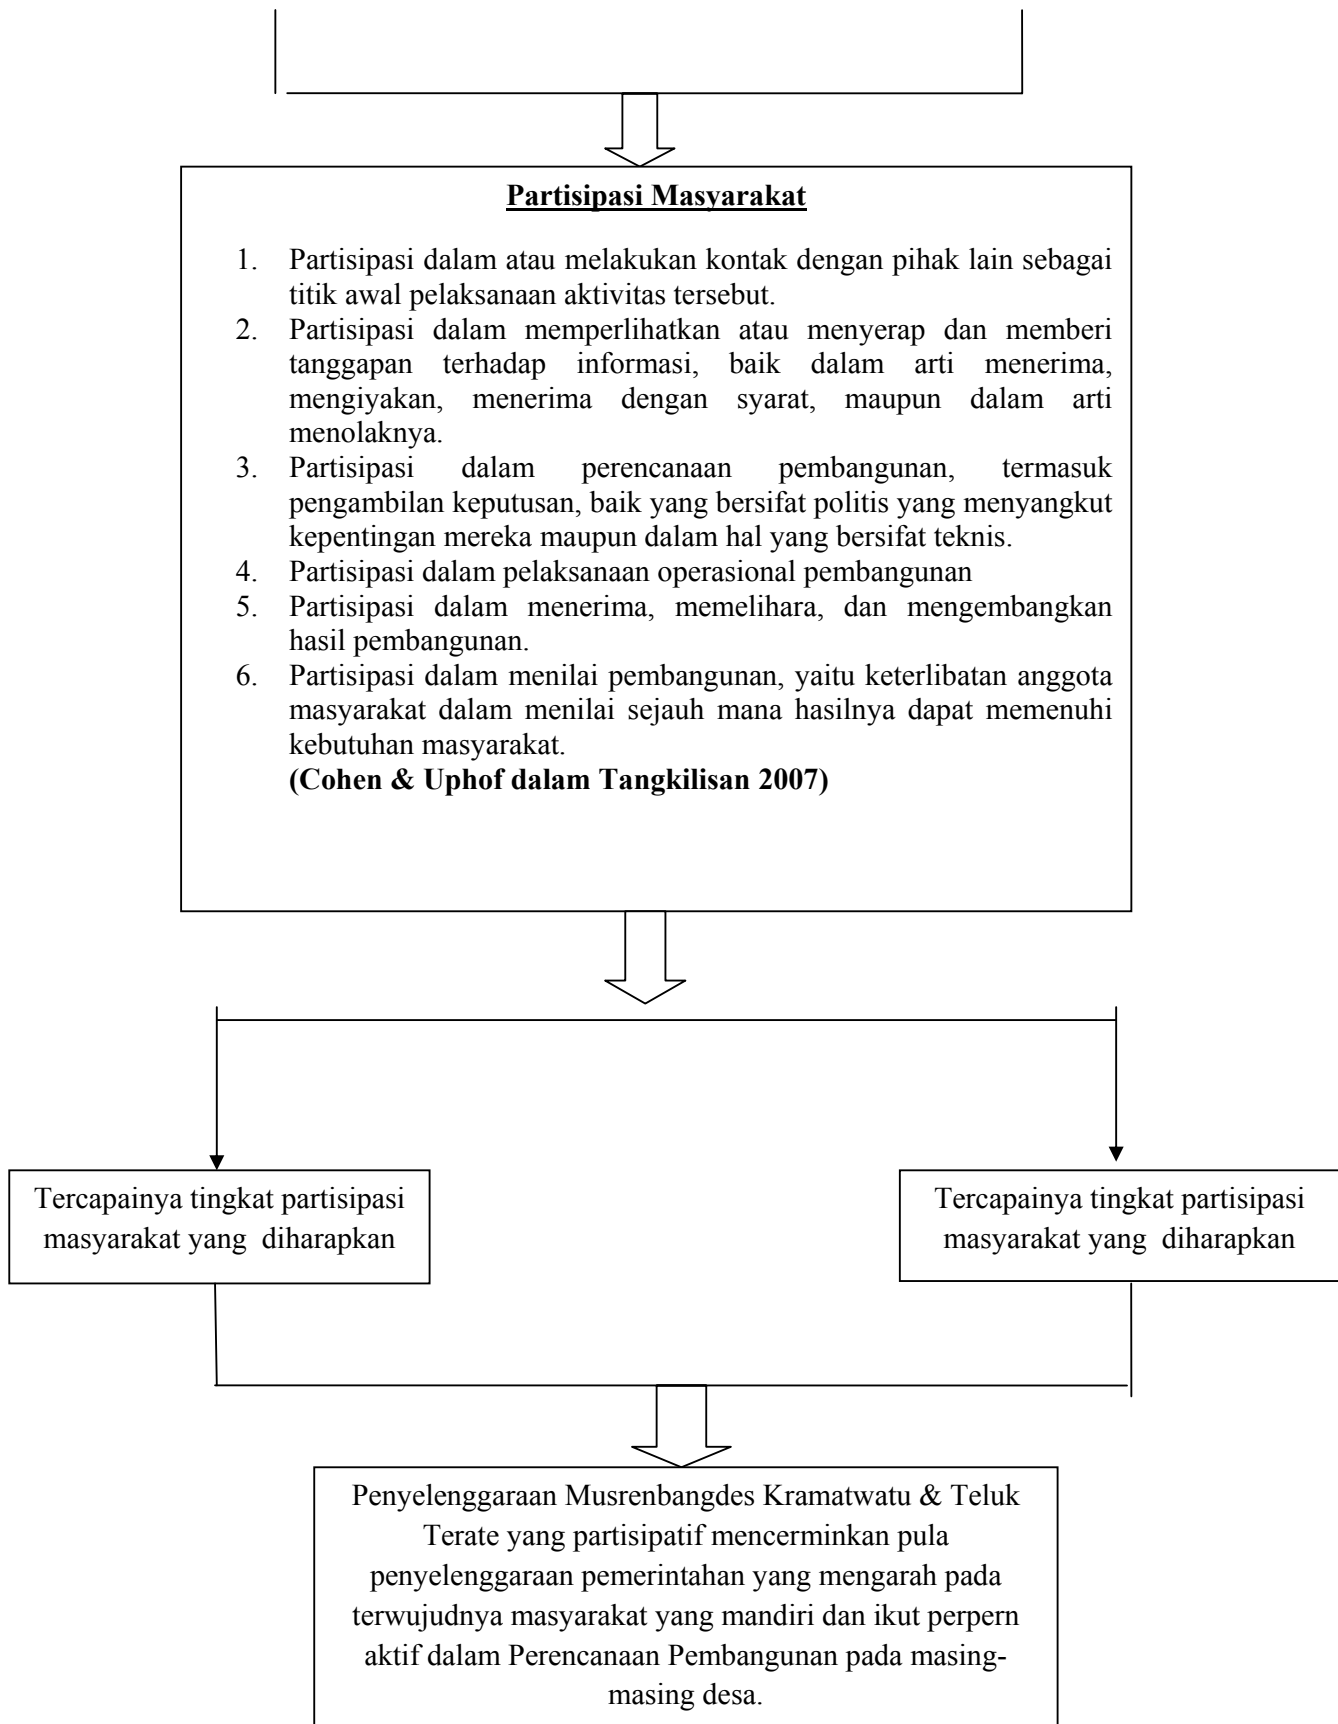 Partisipasi Masyarakat
1. Partisipasi dalam atau melakukan kontak dengan pihak lain sebagai
titik awal pelaksanaan aktivitas tersebut.
2. Partisipasi dalam memperlihatkan atau menyerap dan memberi
tanggapan terhadap informasi, baik dalam arti menerima,
mengiyakan, menerima dengan syarat, maupun dalam arti
menolaknya.
3. Partisipasi dalam perencanaan pembangunan, termasuk
pengambilan keputusan, baik yang bersifat politis yang menyangkut
kepentingan mereka maupun dalam hal yang bersifat teknis.
4. Partisipasi dalam pelaksanaan operasional pembangunan
5. Partisipasi dalam menerima, memelihara, dan mengembangkan
hasil pembangunan.
6. Partisipasi dalam menilai pembangunan, yaitu keterlibatan anggota
masyarakat dalam menilai sejauh mana hasilnya dapat memenuhi
kebutuhan masyarakat.
(Cohen & Uphof dalam Tangkilisan 2007)
Tercapainya tingkat partisipasi
masyarakat yang diharapkan
Tercapainya tingkat partisipasi
masyarakat yang diharapkan
Penyelenggaraan Musrenbangdes Kramatwatu & Teluk
Terate yang partisipatif mencerminkan pula
penyelenggaraan pemerintahan yang mengarah pada
terwujudnya masyarakat yang mandiri dan ikut perpern
aktif dalam Perencanaan Pembangunan pada masing-
masing desa.